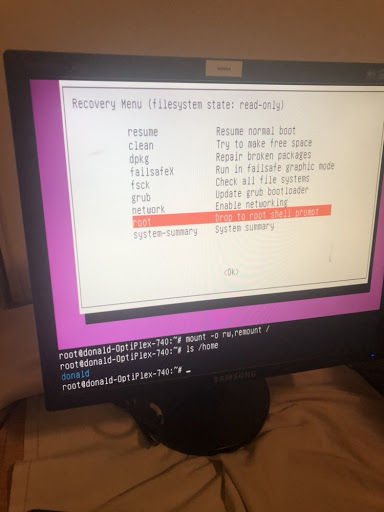 Recovery Menu (filesystem state: read-only)
resume Resume normal boot
clean Try to make free space
dpkg Repair broken packages
failsafeX Run in failsafe graphic mode
fsck Check all file systems
grub Update grub bootloader
network Enable networking
root Drop to root shell prompt
system-summary System summary
<Ok>
root@donald-OptiPlex-740:~# mount -o rw,remount /
root@donald-OptiPlex-740:~# ls /home
donald
root@donald-OptiPlex-740:~# _
SAMSUNG